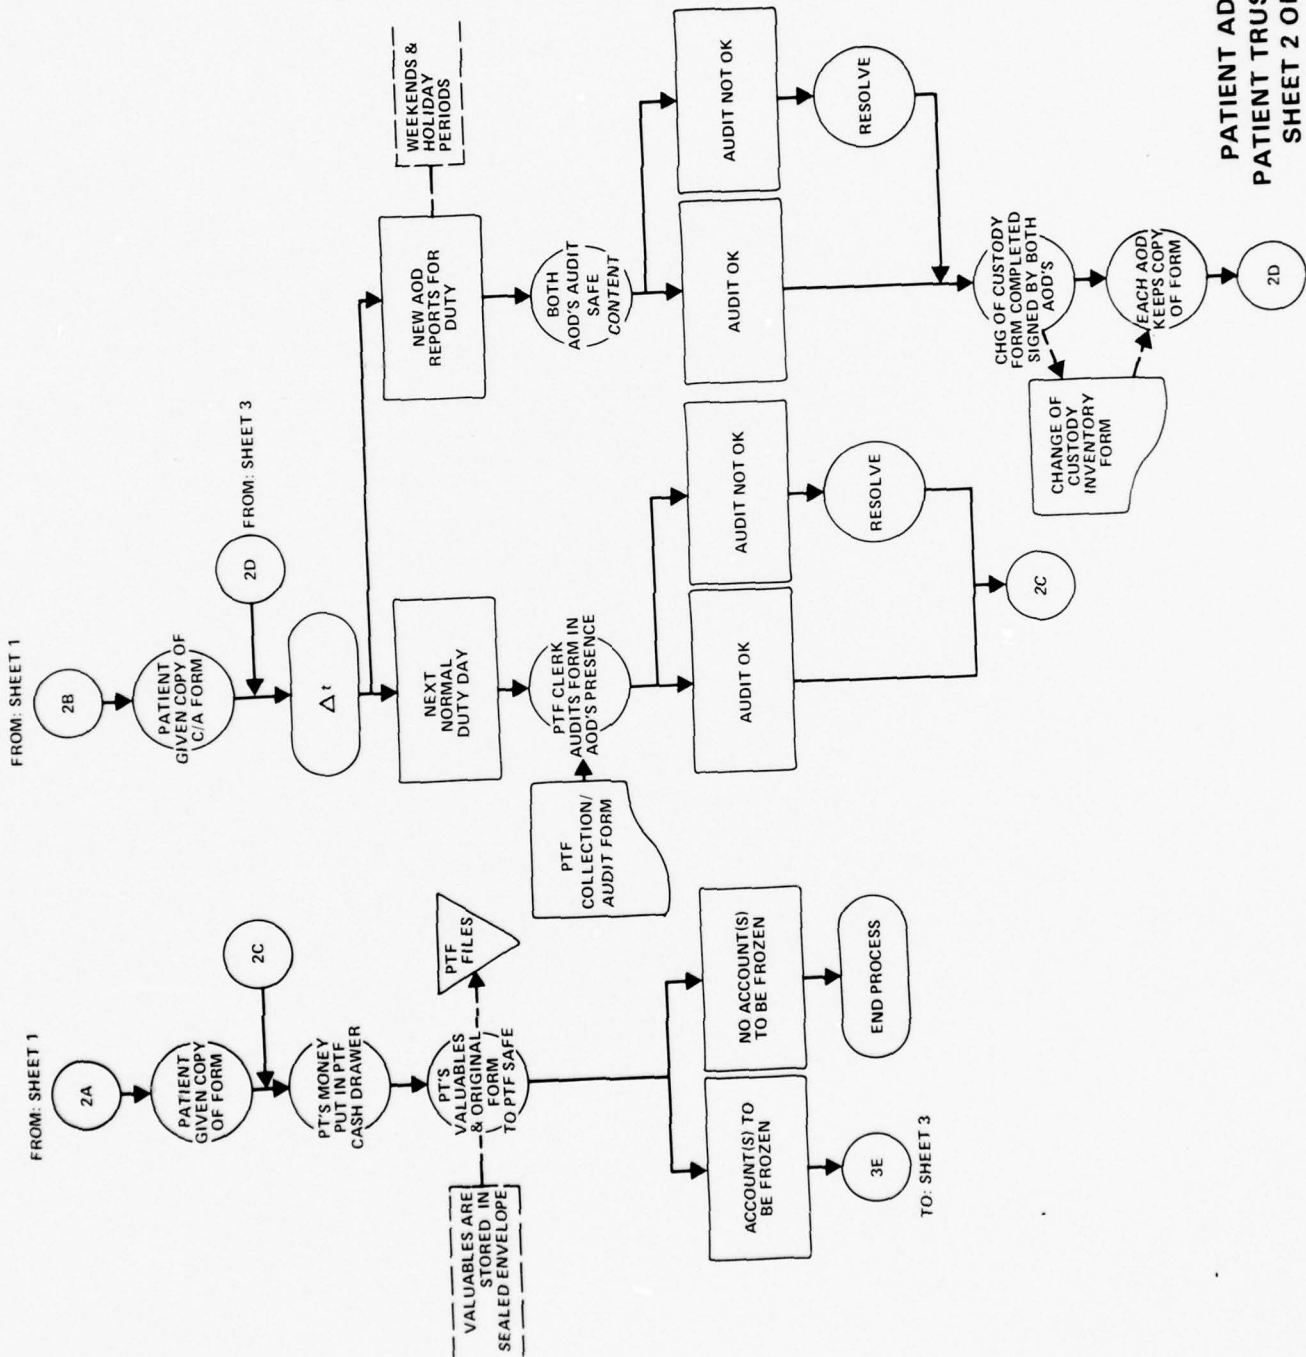 FROM: SHEET 1
2A
PATIENT
GIVEN COPY
OF FORM
2C
PT'S MONEY
PUT IN PTF
CASH DRAWER
VALUABLES ARE
STORED IN
SEALED ENVELOPE
PT'S
VALUABLES
& ORIGINAL
FORM
TO PTF SAFE
PTF
FILES
ACCOUNT(S) TO
BE FROZEN
NO ACCOUNT(S)
TO BE FROZEN
3E
END PROCESS
TO: SHEET 3
FROM: SHEET 1
2B
PATIENT
GIVEN COPY OF
C/A FORM
2D
FROM: SHEET 3
Δt
NEXT
NORMAL
DUTY DAY
NEW AOD
REPORTS FOR
DUTY
WEEKENDS &
HOLIDAY
PERIODS
PTF
COLLECTION/
AUDIT FORM
PTF CLERK
AUDITS FORM IN
AOD'S PRESENCE
BOTH
AOD'S AUDIT
SAFE
CONTENT
AUDIT OK
AUDIT NOT OK
AUDIT OK
AUDIT NOT OK
RESOLVE
RESOLVE
2C
CHG OF CUSTODY
FORM COMPLETED
SIGNED BY BOTH
AOD'S
CHANGE OF
CUSTODY
INVENTORY
FORM
EACH AOD
KEEPS COPY
OF FORM
2D
PATIENT AD
PATIENT TRUS
SHEET 2 O